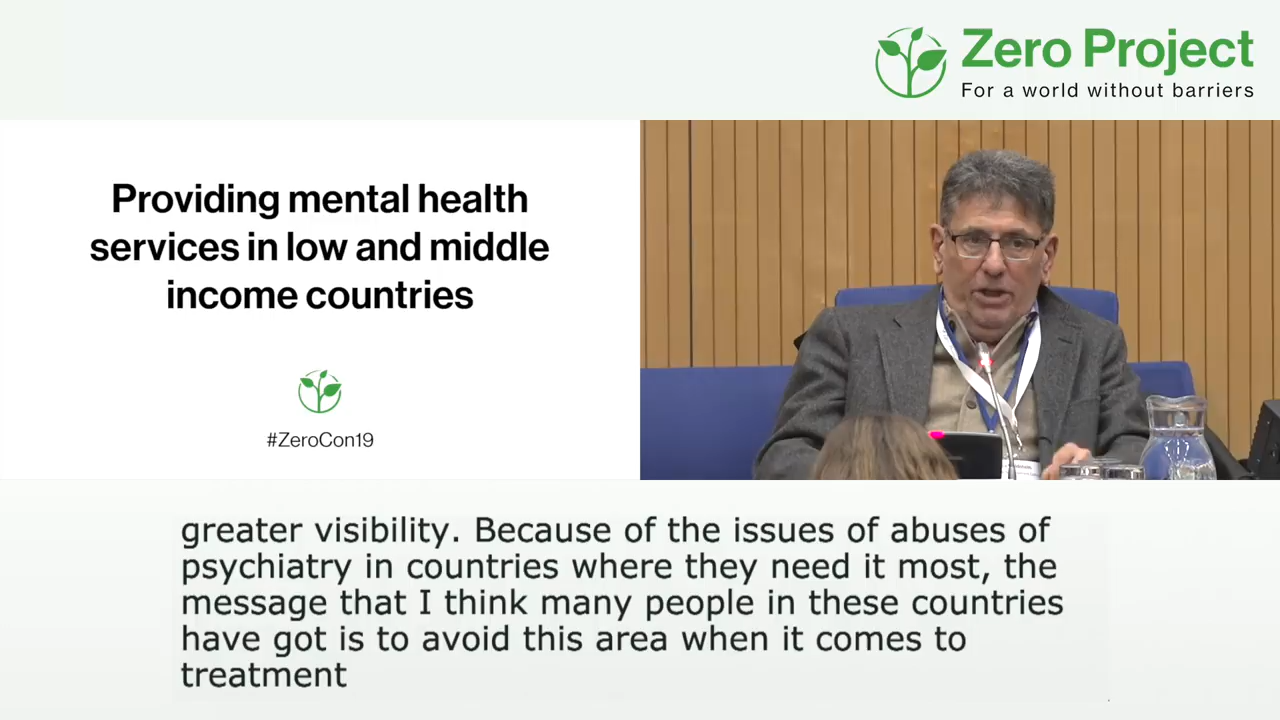 Zero Project
For a world without barriers
Providing mental health
services in low and middle
income countries
#ZeroCon19
greater visibility. Because of the issues of abuses of
psychiatry in countries where they need it most, the
message that I think many people in these countries
have got is to avoid this area when it comes to
treatment